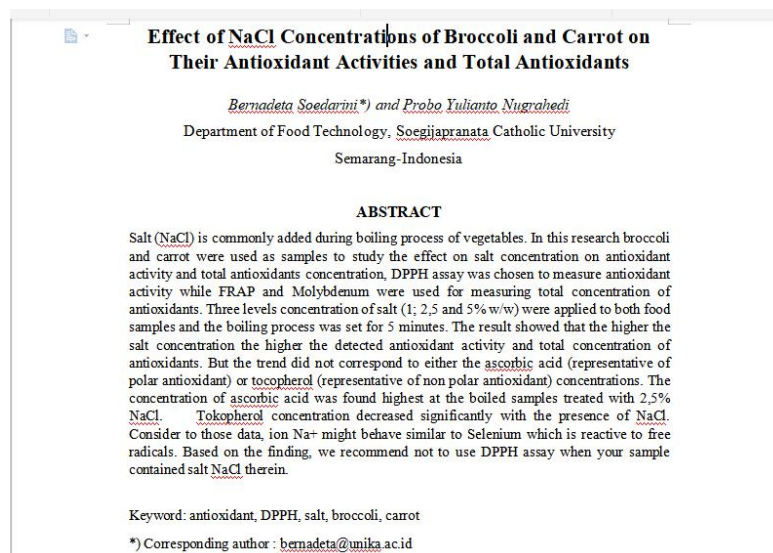 Effect of NaCl Concentrations of Broccoli and Carrot on
Their Antioxidant Activities and Total Antioxidants
Bernadeta Soedarini*) and Probo Yulianto Nugrahedi
Department of Food Technology, Soegijapranata Catholic University
Semarang-Indonesia
ABSTRACT
Salt (NaCl) is commonly added during boiling process of vegetables. In this research broccoli
and carrot were used as samples to study the effect on salt concentration on antioxidant
activity and total antioxidants concentration, DPPH assay was chosen to measure antioxidant
activity while FRAP and Molybdenum were used for measuring total concentration of
antioxidants. Three levels concentration of salt (1; 2,5 and 5% w/w) were applied to both food
samples and the boiling process was set for 5 minutes. The result showed that the higher the
salt concentration the higher the detected antioxidant activity and total concentration of
antioxidants. But the trend did not correspond to either the ascorbic acid (representative of
polar antioxidant) or tocopherol (representative of non polar antioxidant) concentrations. The
concentration of ascorbic acid was found highest at the boiled samples treated with 2,5%
NaCl. Tokopherol concentration decreased significantly with the presence of NaCl.
Consider to those data, ion Na+ might behave similar to Selenium which is reactive to free
radicals. Based on the finding, we recommend not to use DPPH assay when your sample
contained salt NaCl therein.
Keyword: antioxidant, DPPH, salt, broccoli, carrot
*) Corresponding author : bernadeta@unika.ac.id